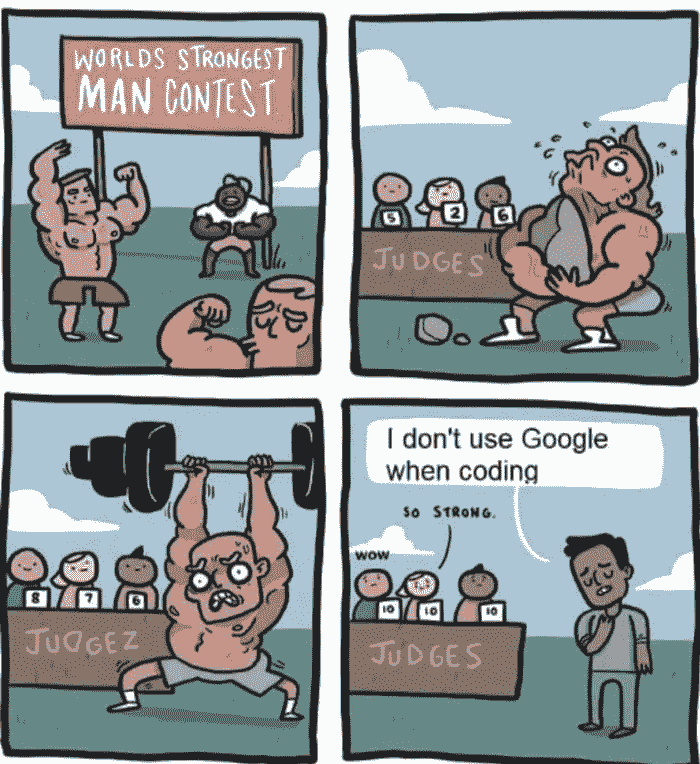 WORLDS STRONGEST
MAN CONTEST
5
2
6
JUDGES
8
7
6
JUDGEZ
I don't use Google
when coding
SO STRONG.
WOW
10
10
10
JUDGES